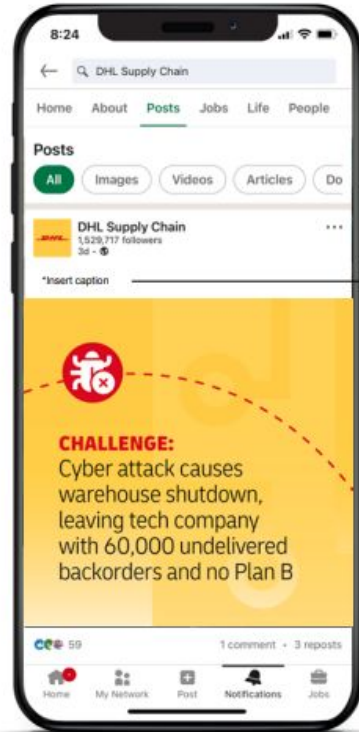 8:24
DHL Supply Chain
Home About Posts Jobs Life People
Posts
All Images Videos Articles Do
DHL
DHL Supply Chain
1,529,717 followers
3d
*Insert caption
CHALLENGE:
Cyber attack causes
warehouse shutdown,
leaving tech company
with 60,000 undelivered
backorders and no Plan B
59 1 comment • 3 reposts
Home My Network Post Notifications Jobs